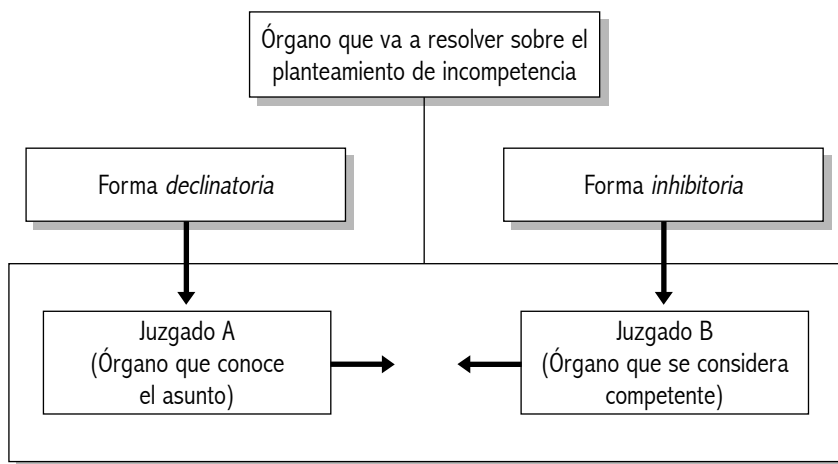 Órgano que va a resolver sobre el
planteamiento de incompetencia
Forma declinatoria
Forma inhibitoria
Juzgado A
(Órgano que conoce
el asunto)
Juzgado B
(Órgano que se considera
competente)